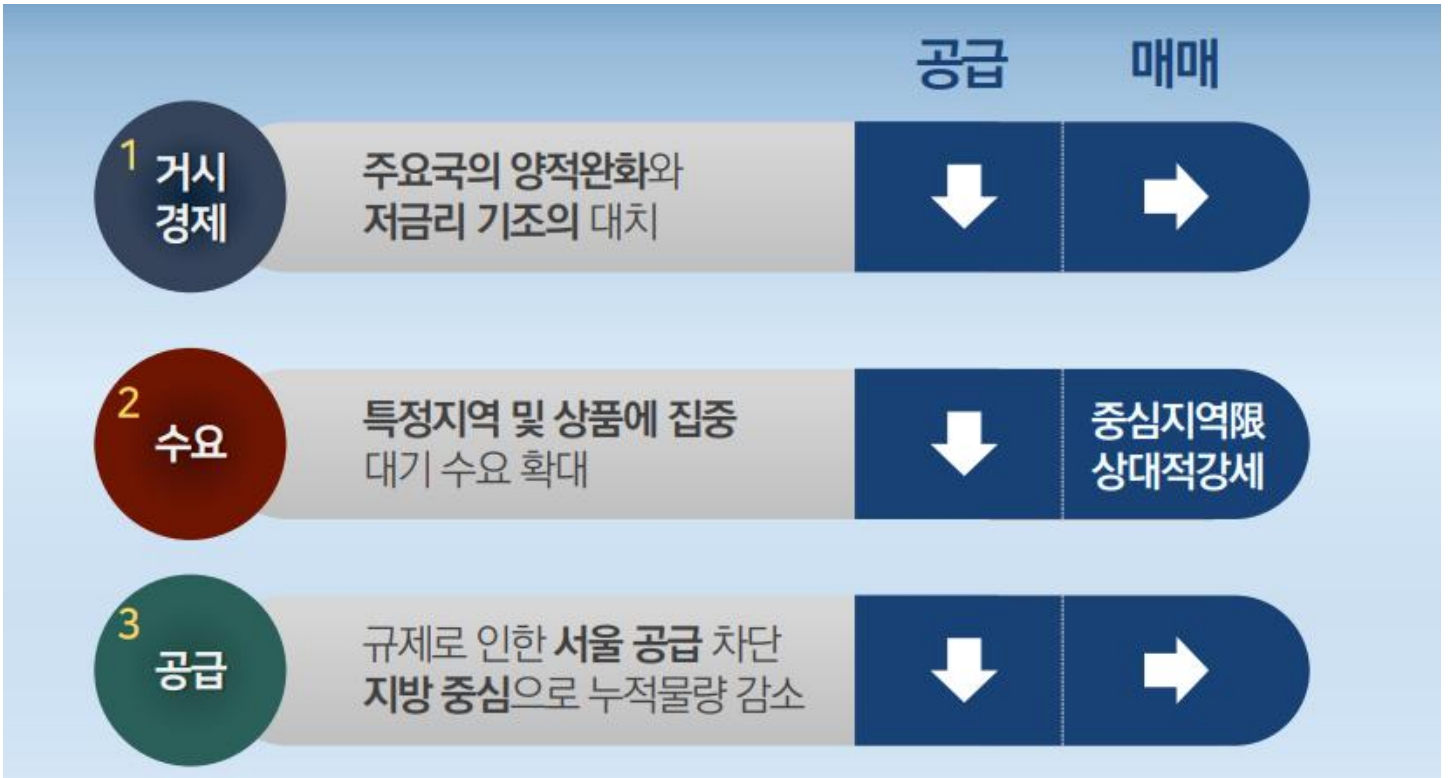 공급 매매
1 거시
경제
주요국의 양적완화와
저금리 기조의 대치
2 수요
특정지역 및 상품에 집중
대기 수요 확대
중심지역限
상대적강세
3 공급
규제로 인한 서울 공급 차단
지방 중심으로 누적물량 감소